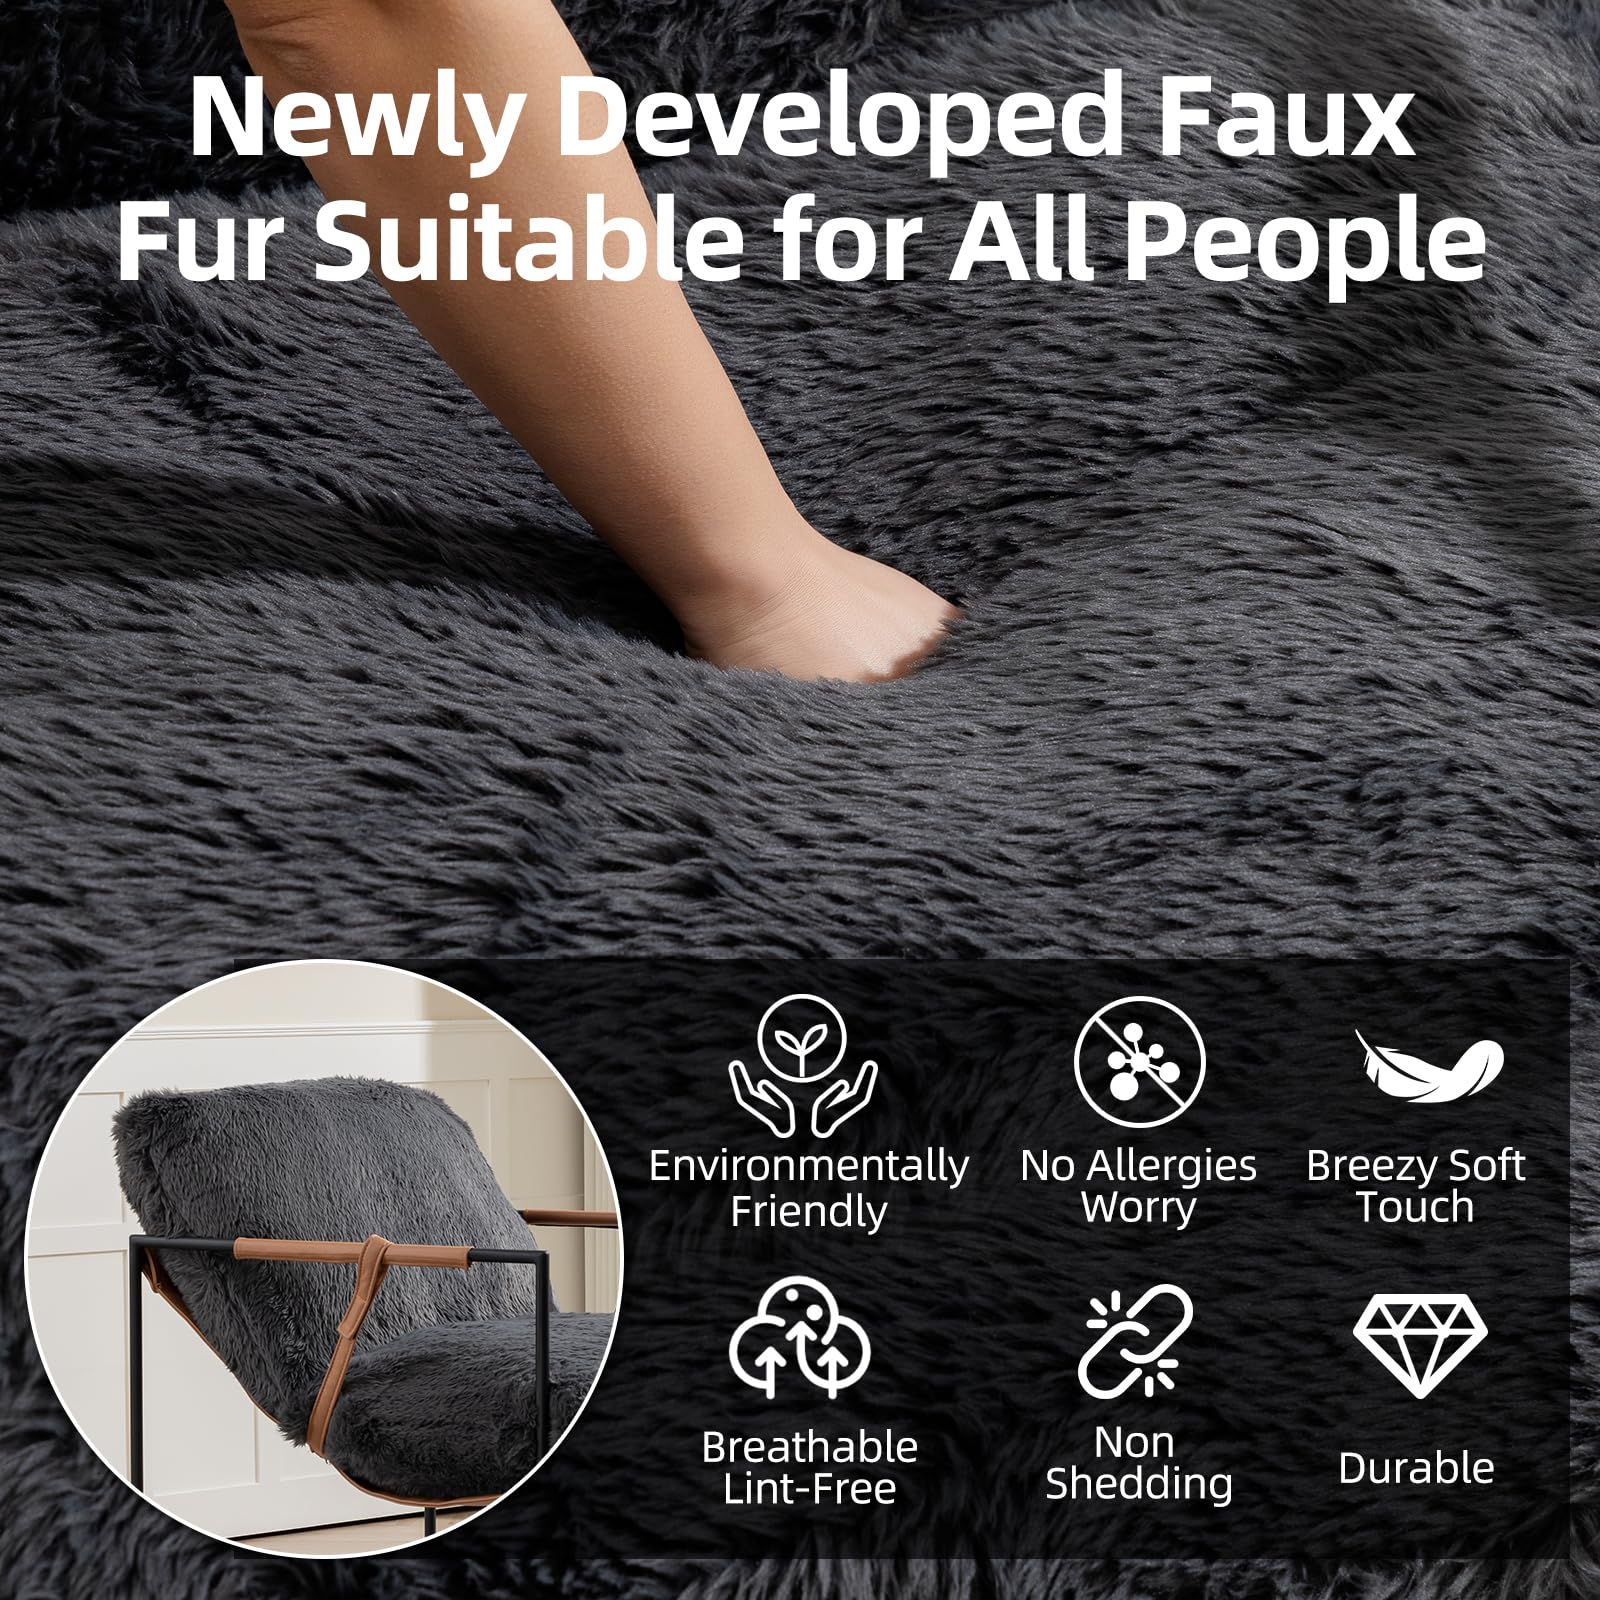 Newly Developed Faux
Fur Suitable for All People
Environmentally
Friendly
No Allergies
Worry
Breezy Soft
Touch
Breathable
Lint-Free
Non
Shedding
Durable